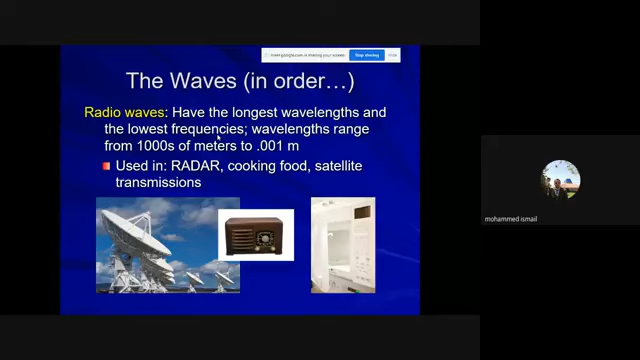 meet.google.com is sharing your screen.
Stop sharing
Hide
The Waves (in order…)
Radio waves: Have the longest wavelengths and
the lowest frequencies; wavelengths range
from 1000s of meters to .001 m
Used in: RADAR, cooking food, satellite
transmissions
mohammed ismail